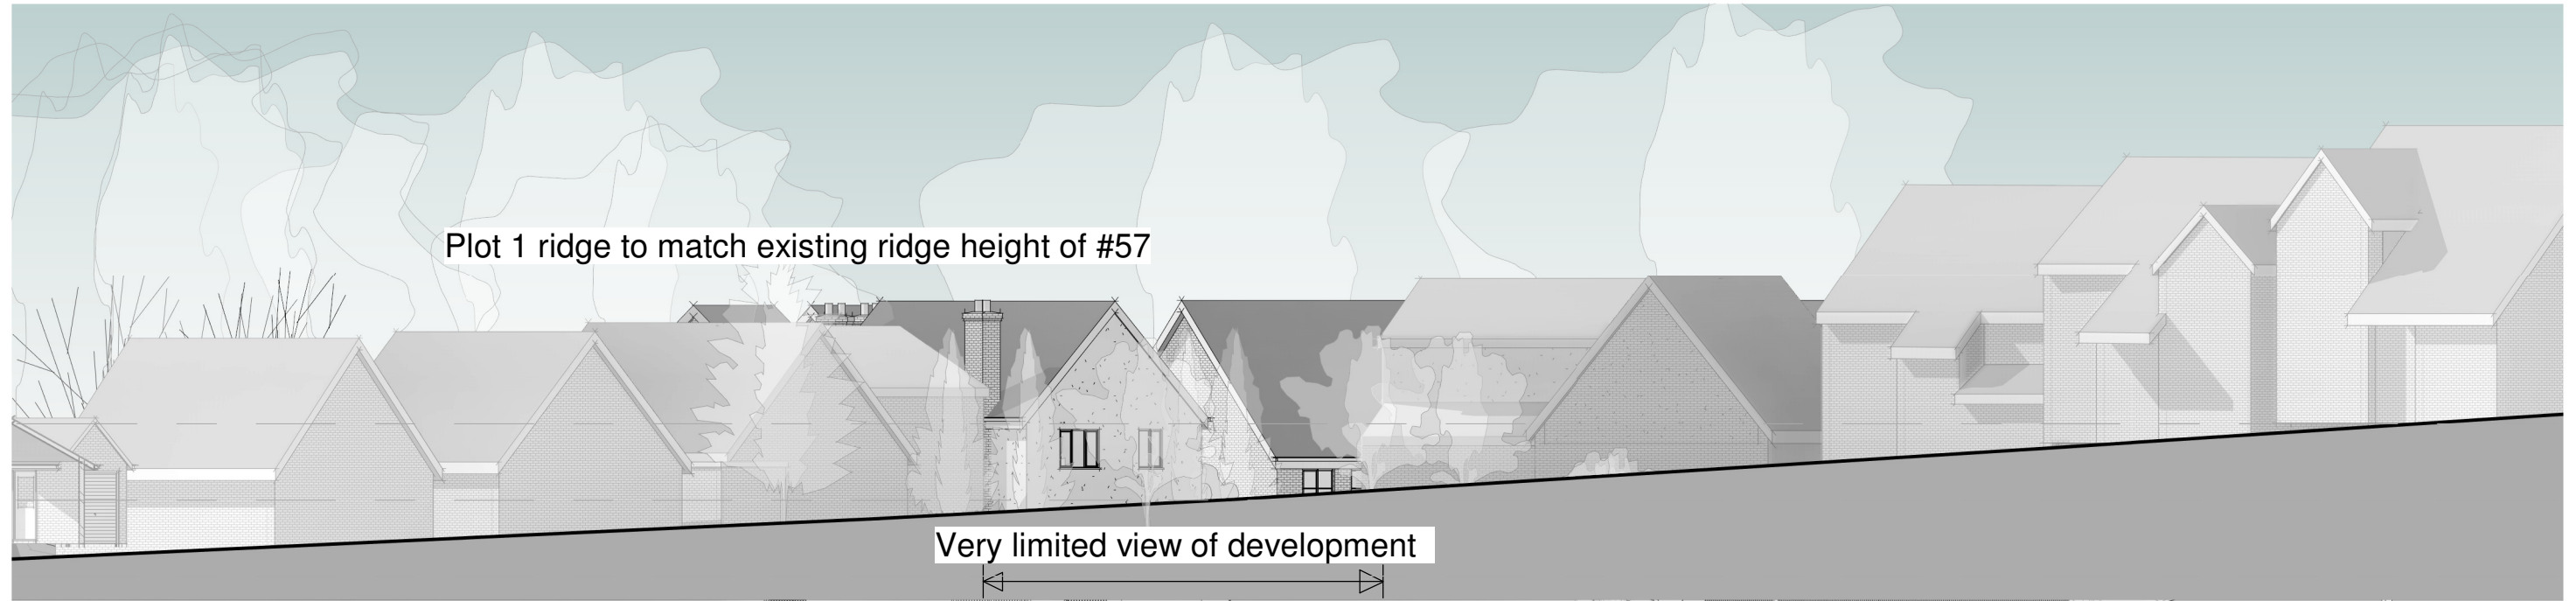 Plot 1 ridge to match existing ridge height of #57
Very limited view of development